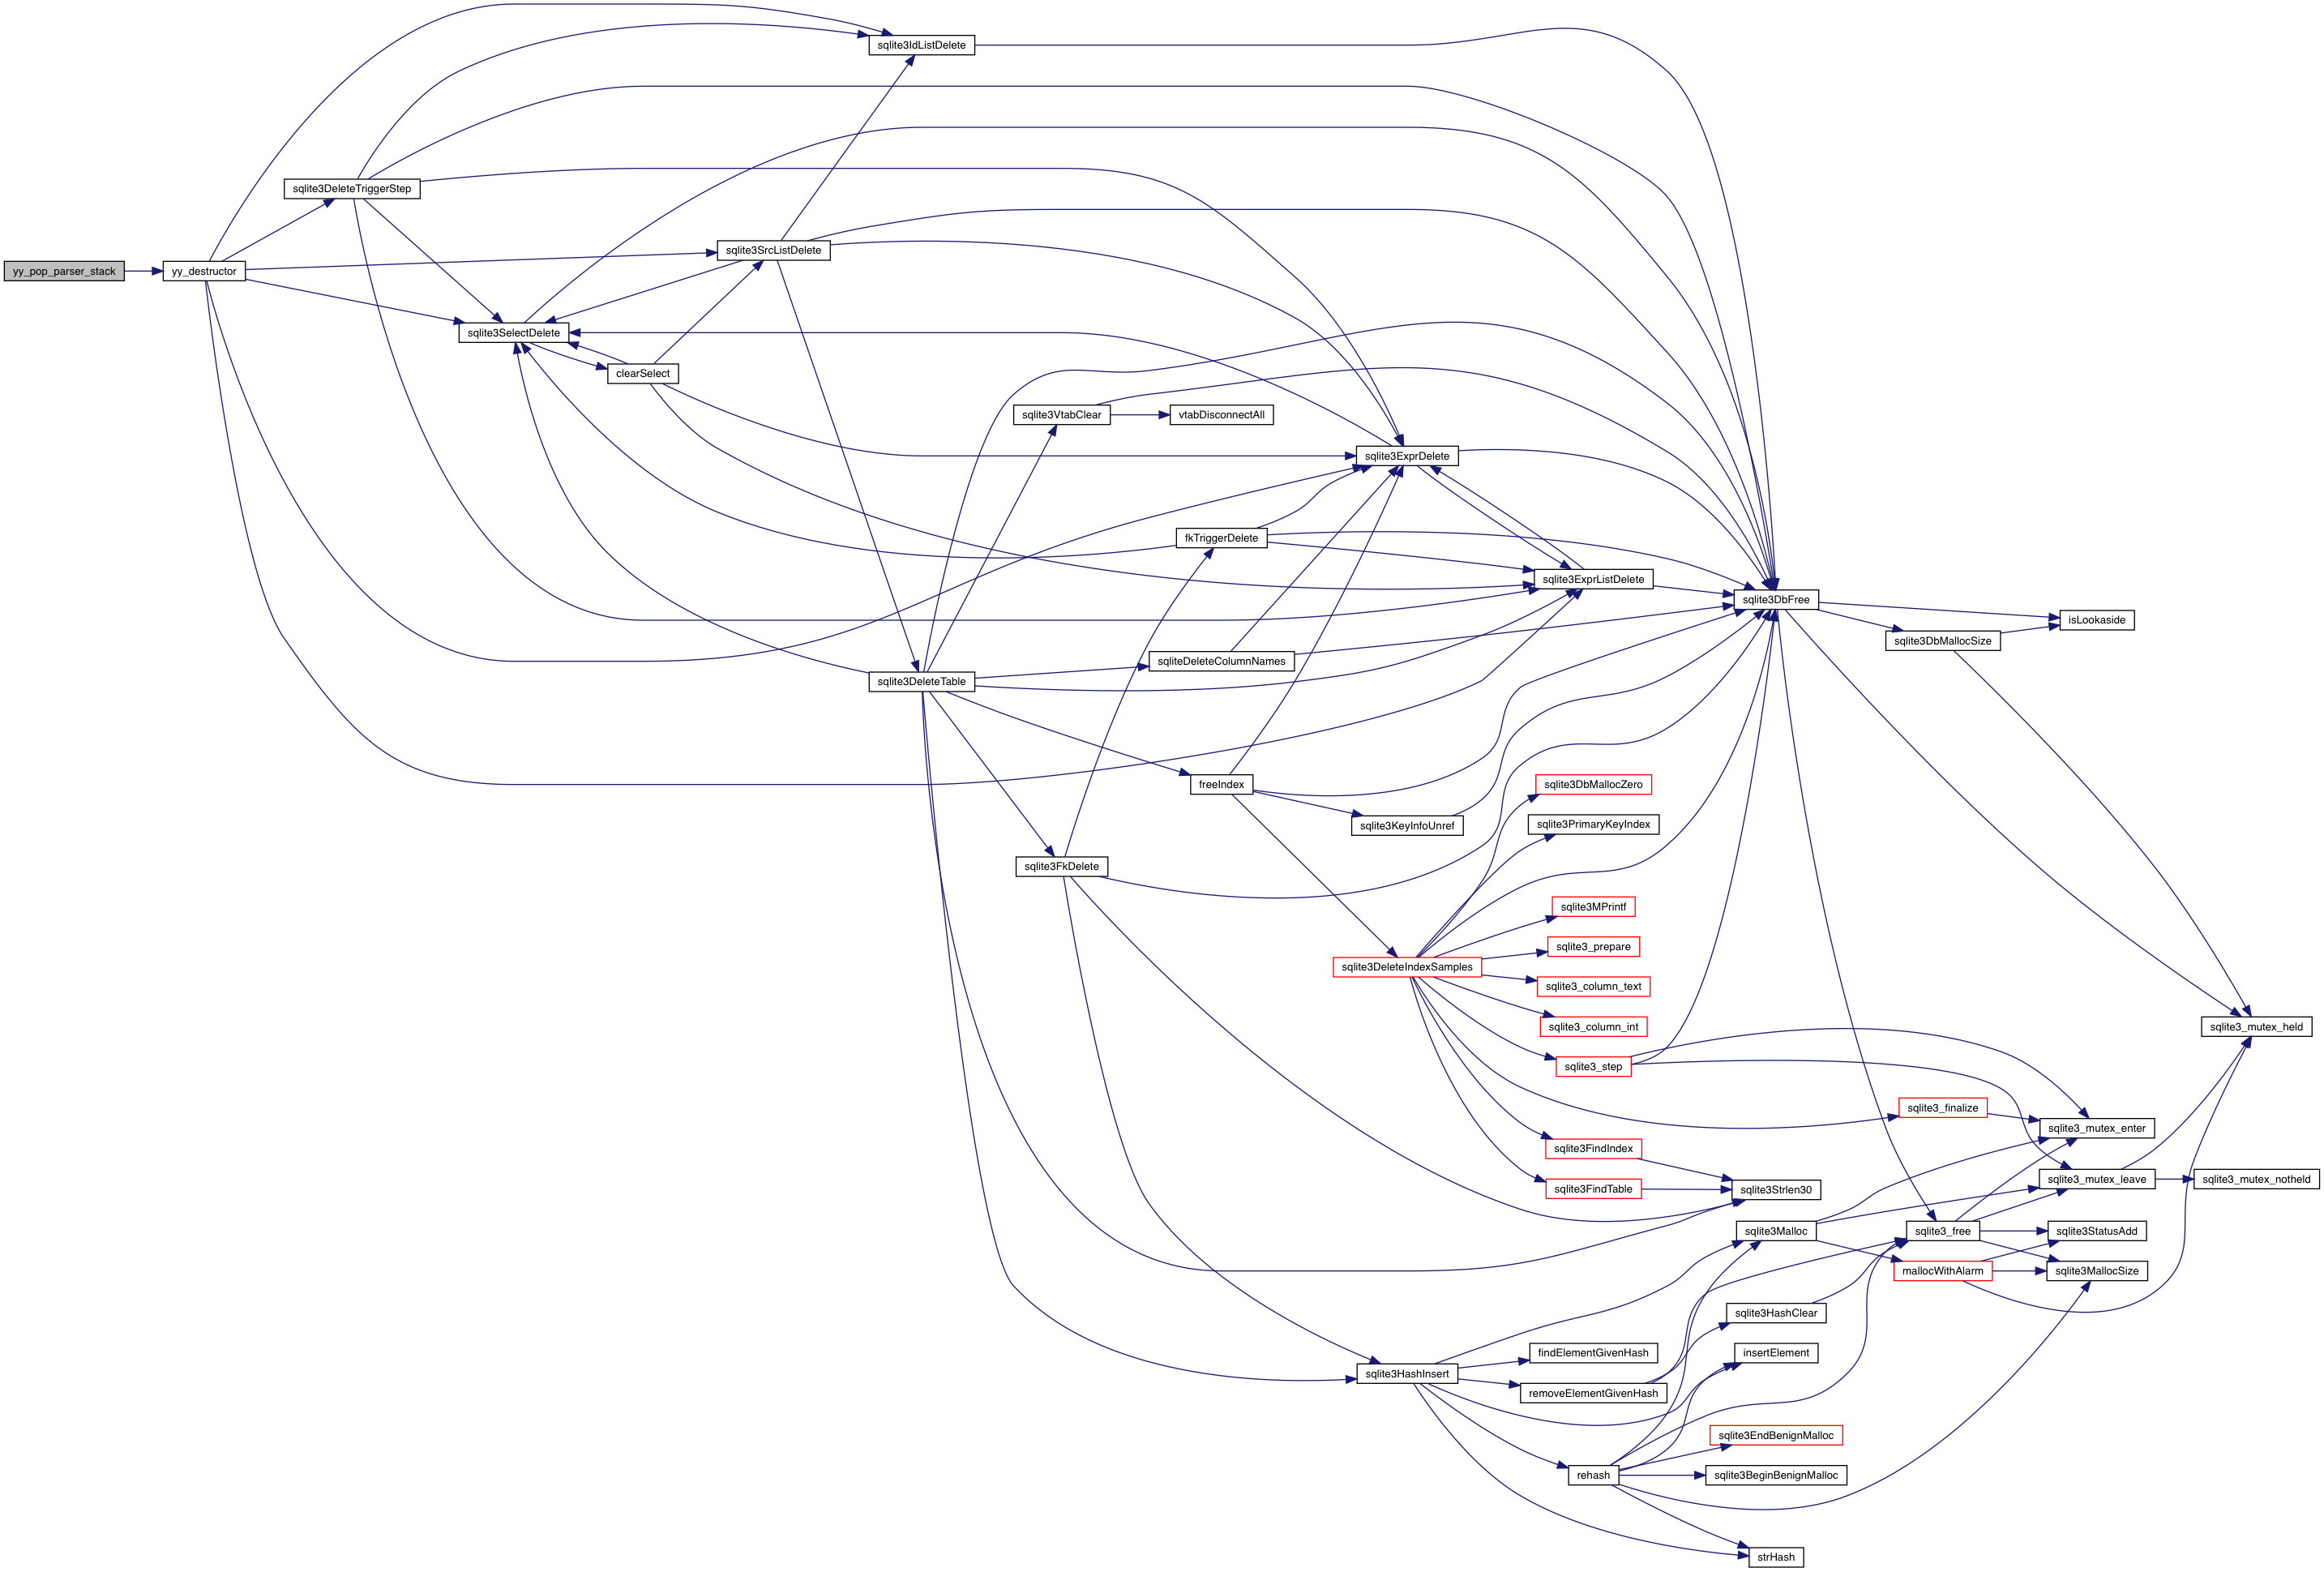 yy_pop_parser_stack
yy_destructor
sqlite3DeleteTriggerStep
sqlite3SelectDelete
clearSelect
sqlite3SrcListDelete
sqlite3IdListDelete
sqlite3DeleteTable
sqlite3VtabClear
vtabDisconnectAll
sqlite3ExprDelete
fkTriggerDelete
sqlite3ExprListDelete
sqliteDeleteColumnNames
freeIndex
sqlite3KeyInfoUnref
sqlite3FkDelete
sqlite3DeleteIndexSamples
sqlite3DbMallocZero
sqlite3PrimaryKeyIndex
sqlite3MPrintf
sqlite3_prepare
sqlite3_column_text
sqlite3_column_int
sqlite3_step
sqlite3_finalize
sqlite3FindIndex
sqlite3FindTable
sqlite3Strlen30
sqlite3DbFree
isLookaside
sqlite3DbMallocSize
sqlite3_mutex_held
sqlite3_mutex_enter
sqlite3_mutex_leave
sqlite3_mutex_notheld
sqlite3Malloc
sqlite3_free
sqlite3StatusAdd
mallocWithAlarm
sqlite3MallocSize
sqlite3HashClear
sqlite3HashInsert
findElementGivenHash
insertElement
removeElementGivenHash
sqlite3EndBenignMalloc
rehash
sqlite3BeginBenignMalloc
strHash